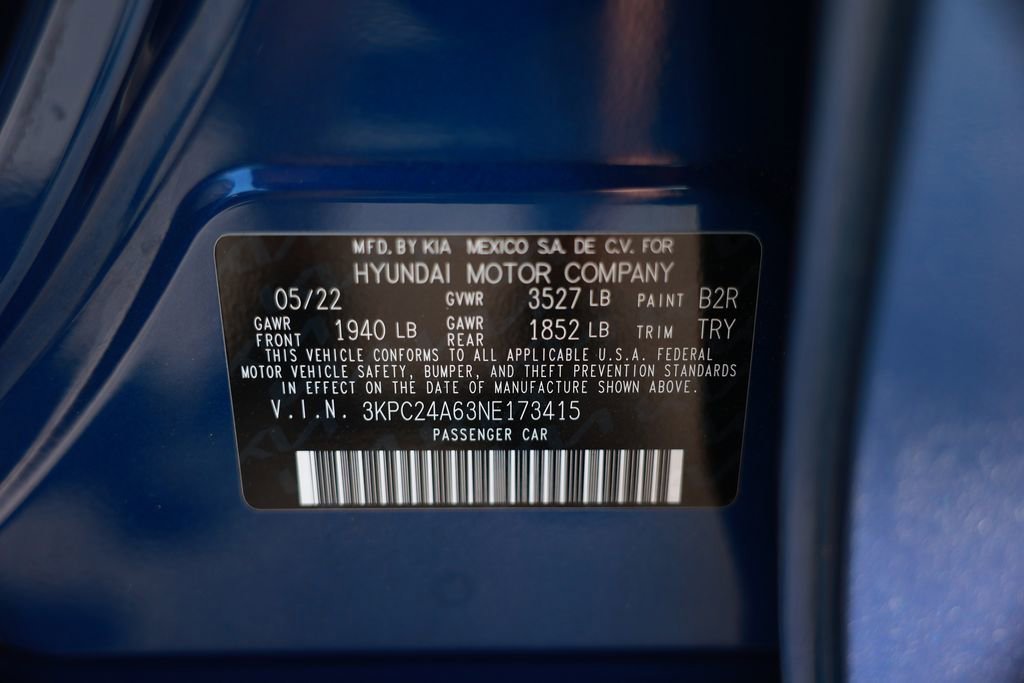 MFD. BY KIA MEXICO S.A. DE C.V. FOR
HYUNDAI MOTOR COMPANY
05/22 GVWR 3527 LB PAINT B2R
GAWR FRONT 1940 LB GAWR REAR 1852 LB TRIM TRY
THIS VEHICLE CONFORMS TO ALL APPLICABLE U.S.A. FEDERAL
MOTOR VEHICLE SAFETY, BUMPER, AND THEFT PREVENTION STANDARDS
IN EFFECT ON THE DATE OF MANUFACTURE SHOWN ABOVE.
V.I.N. 3KPC24A63NE173415
PASSENGER CAR